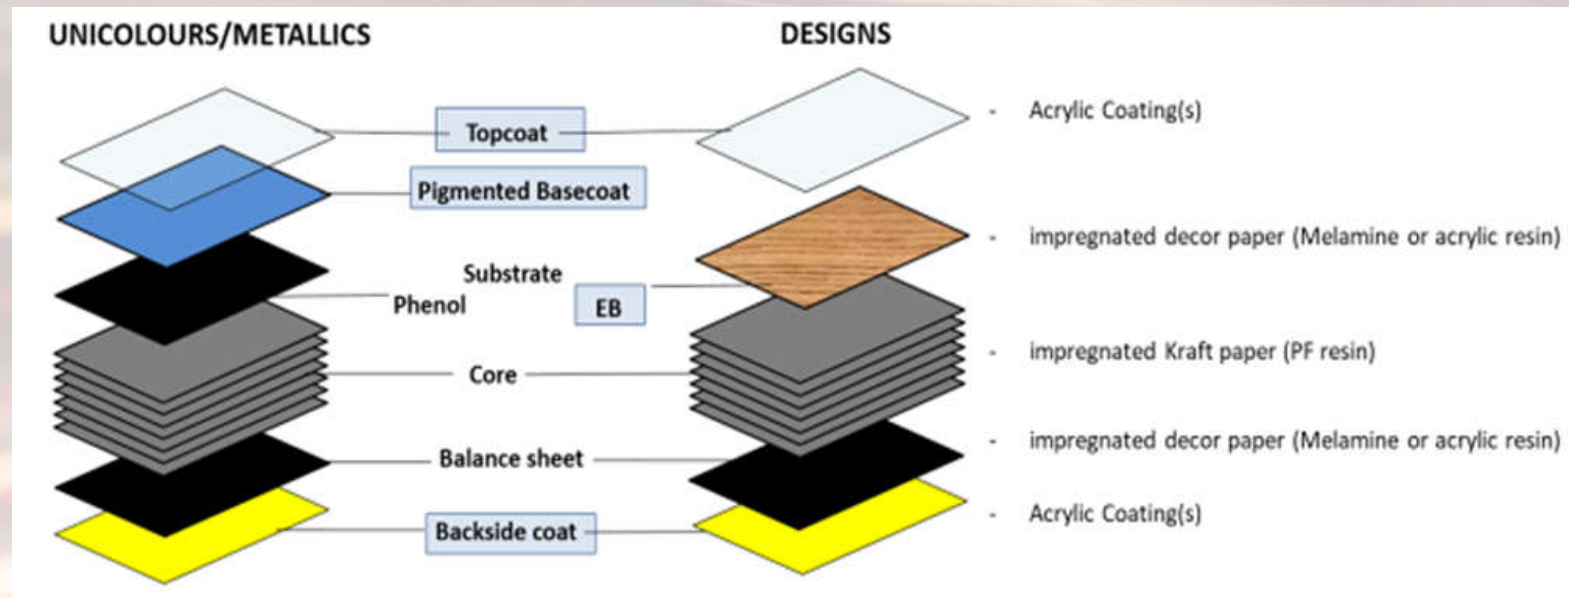 UNICOLOURS/METALLICS
DESIGNS
Topcoat
- Acrylic Coating(s)
Pigmented Basecoat
- impregnated decor paper (Melamine or acrylic resin)
Substrate
Phenol
EB
- impregnated Kraft paper (PF resin)
Core
- impregnated decor paper (Melamine or acrylic resin)
Balance sheet
- Acrylic Coating(s)
Backside coat